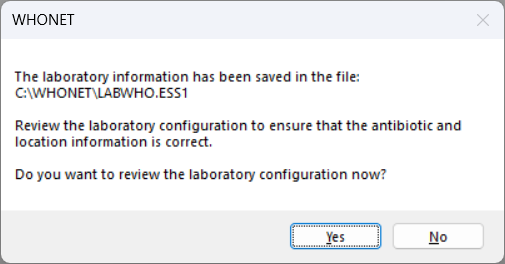 WHONET
The laboratory information has been saved in the file:
C:\WHONET\LABWHO.ESS1
Review the laboratory configuration to ensure that the antibiotic and
location information is correct.
Do you want to review the laboratory configuration now?
Yes
No